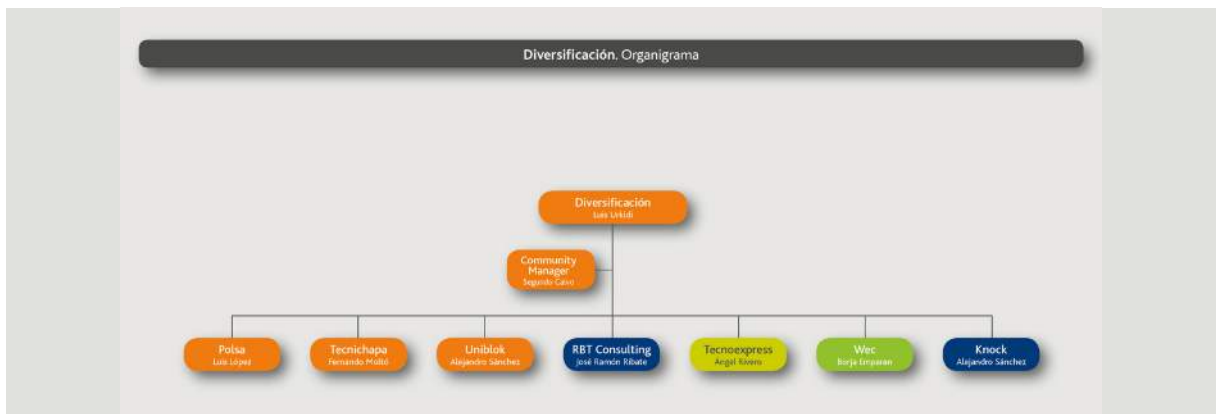 Diversificación. Organigrama
Diversificación
Luis Urkidi
Community
Manager
Segundo Calvo
Polsa
Luis López
Tecnichapa
Fernando Moltó
Uniblok
Alejandro Sánchez
RBT Consulting
José Ramón Ribate
Tecnoexpress
Ángel Rivero
Wec
Borja Emparan
Knock
Alejandro Sánchez